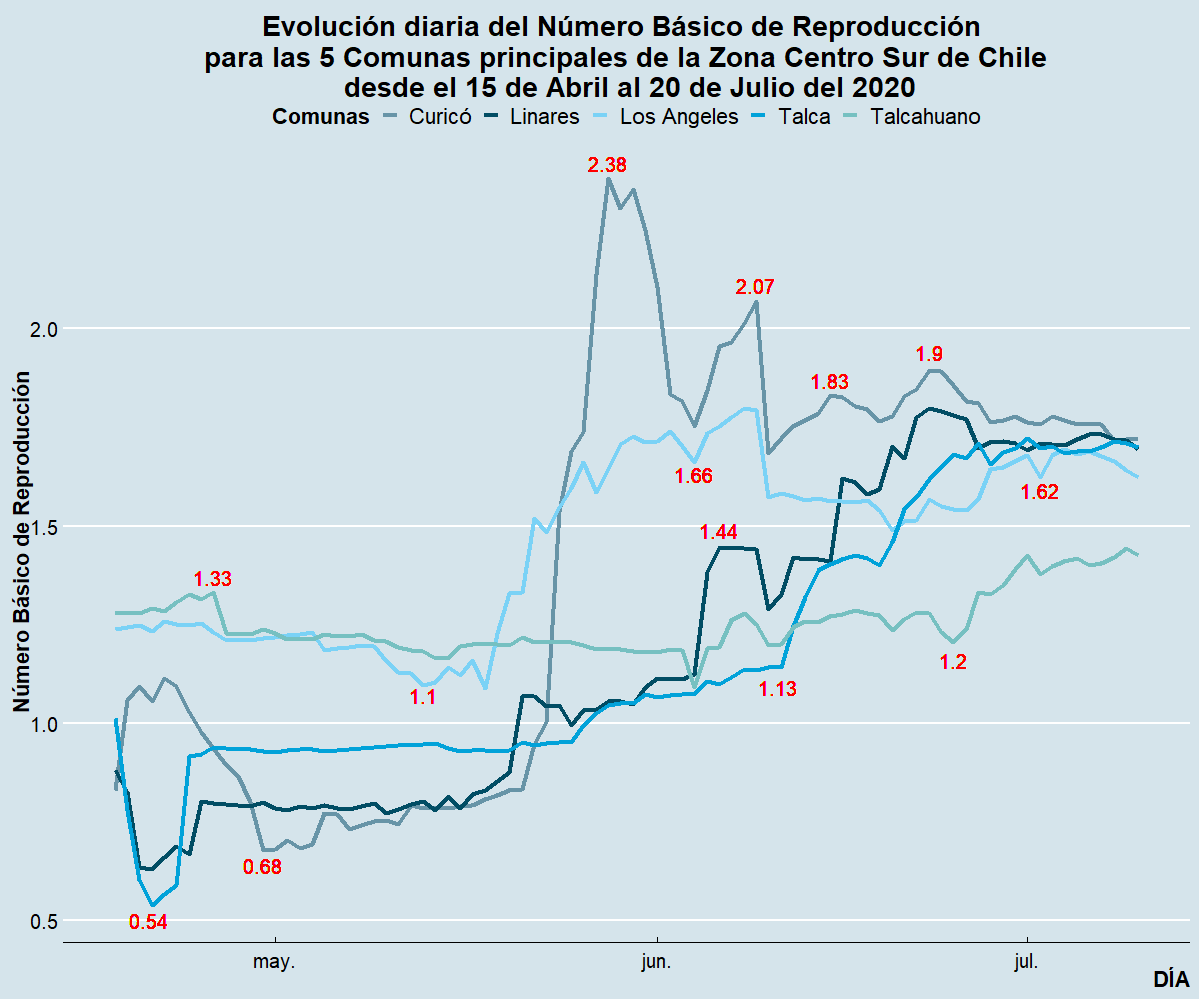 Evolución diaria del Número Básico de Reproducción
para las 5 Comunas principales de la Zona Centro Sur de Chile
desde el 15 de Abril al 20 de Julio del 2020
Comunas Curicó Linares Los Angeles Talca Talcahuano
2.38
2.07
2.0
1.9
1.83
1.66
1.62
1.5
1.44
1.33
1.2
1.13
1.1
1.0
0.68
0.54
0.5
Número Básico de Reproducción
may. jun. jul.
DÍA